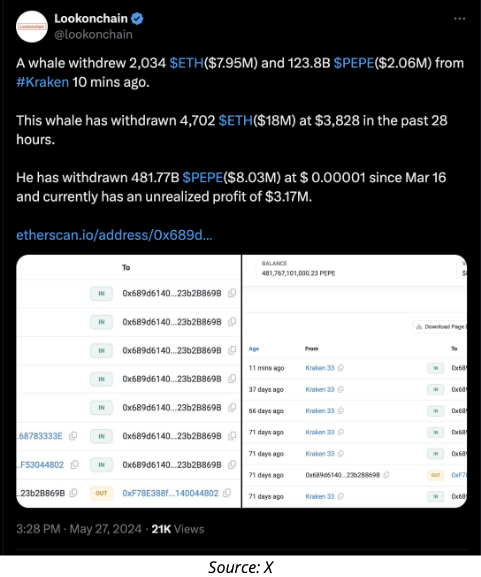 Lookonchain
@lookonchain
A whale withdrew 2,034 $ETH($7.95M) and 123.8B $PEPE($2.06M) from
#Kraken 10 mins ago.
This whale has withdrawn 4,702 $ETH($18M) at $3,828 in the past 28
hours.
He has withdrawn 481.77B $PEPE($8.03M) at $ 0.00001 since Mar 16
and currently has an unrealized profit of $3.17M.
etherscan.io/address/0x689d...
To
IN 0x689d6140...23b2B869B
IN 0x689d6140...23b2B869B
IN 0x689d6140...23b2B869B
IN 0x689d6140...23b2B869B
IN 0x689d6140...23b2B869B
.68783333E IN 0x689d6140...23b2B869B
..F53044802 IN 0x689d6140...23b2B869B
..23b2B869B OUT 0xF78E388f...140044802
BALANCE
481,767,101,000.23 PEPE
Download Page
Age From To
11 mins ago Kraken 33 IN 0x68
37 days ago Kraken 33 IN 0x68
66 days ago Kraken 33 IN 0x68
71 days ago Kraken 33 IN 0x68
71 days ago Kraken 33 IN 0x68
71 days ago 0x689d6140...23b2B869B OUT 0xF7
71 days ago Kraken 33 IN 0x68
3:28 PM · May 27, 2024 · 21K Views
Source: X